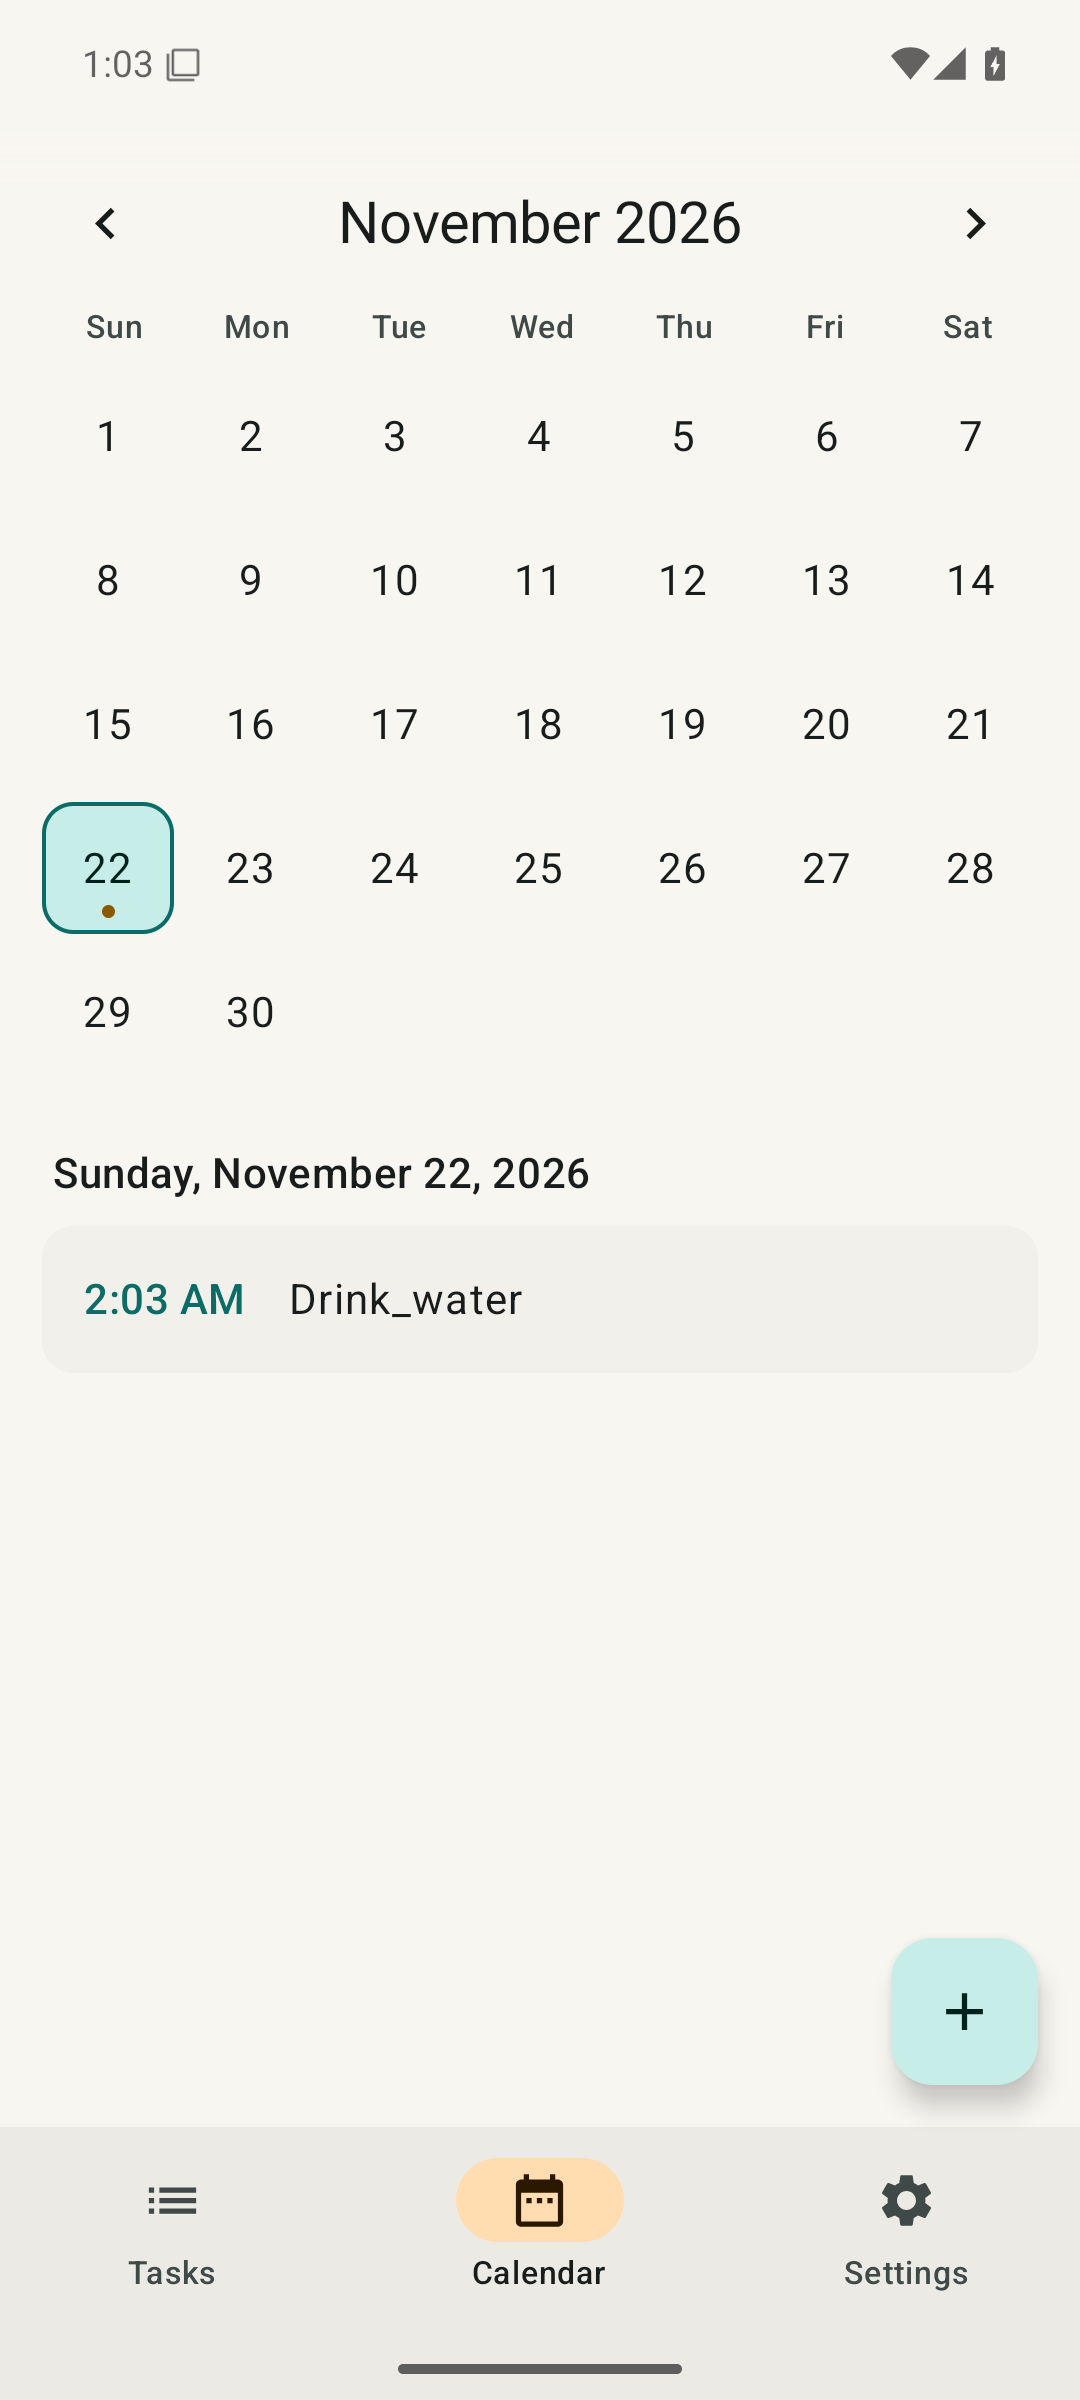 1:03
November 2026
Sun Mon Tue Wed Thu Fri Sat
1 2 3 4 5 6 7
8 9 10 11 12 13 14
15 16 17 18 19 20 21
22 23 24 25 26 27 28
29 30
Sunday, November 22, 2026
2:03 AM Drink_water
Tasks Calendar Settings